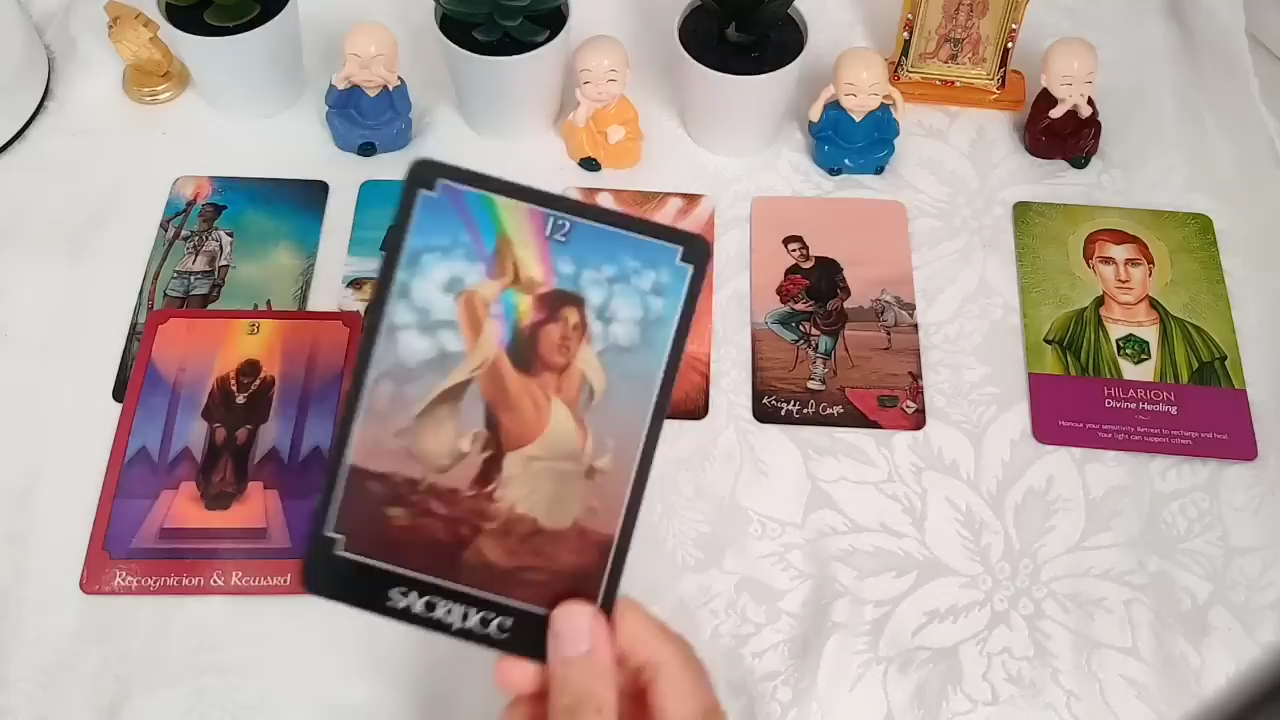 12
3
Knight of Cups
HILARION
Divine Healing
Honour your sensitivity. Retreat to recharge and heal.
Your light can support others.
Recognition & Reward
SACRIFICE